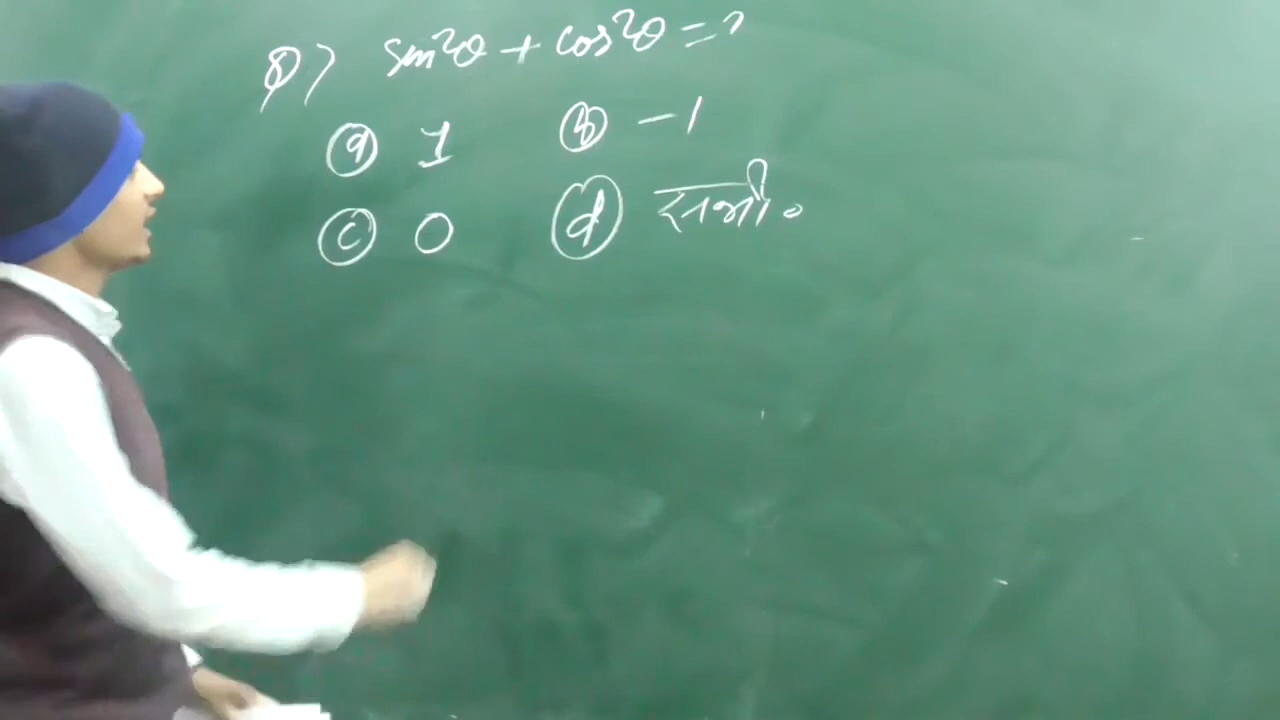 Q) sin²θ + cos²θ = ?
ⓐ 1 ⓑ -1
ⓒ 0 ⓓ सभी॰